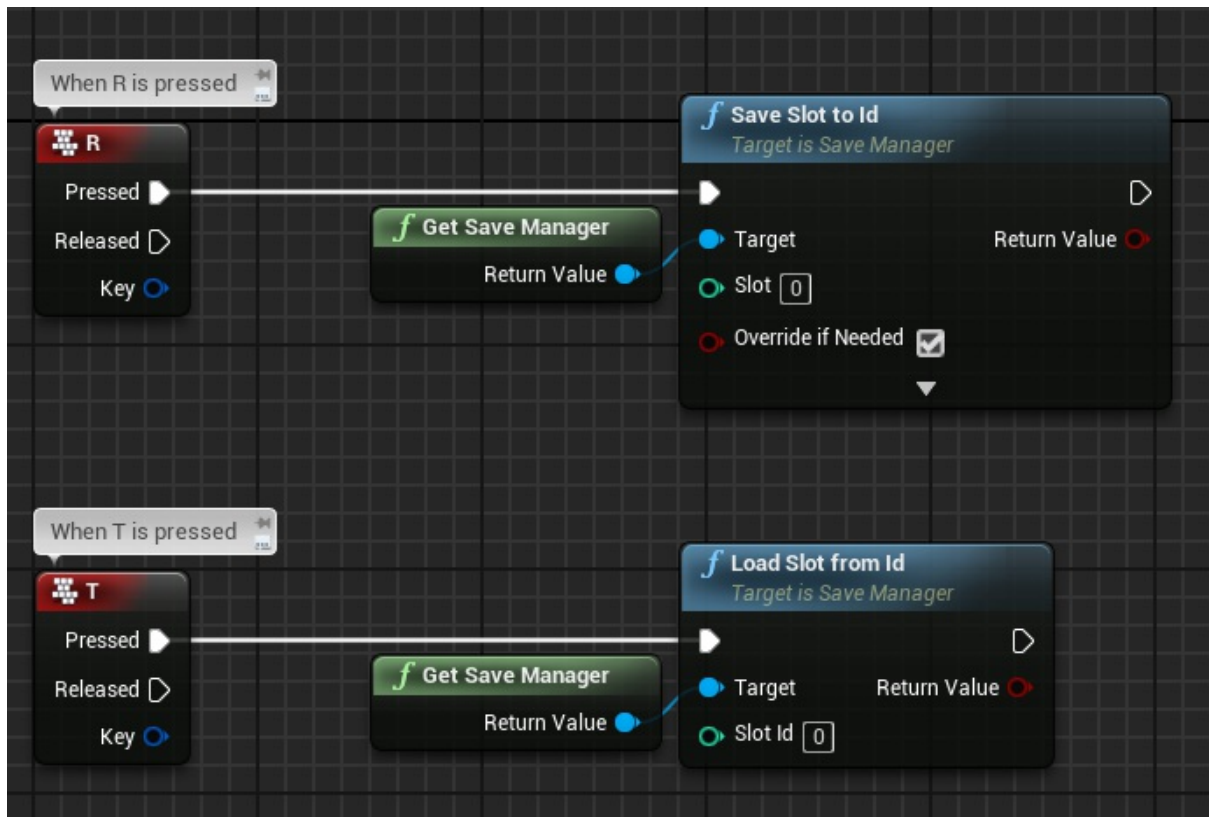 When R is pressed
R
Pressed
Released
Key
f Get Save Manager
Return Value
f Save Slot to Id
Target is Save Manager
Target
Return Value
Slot 0
Override if Needed
When T is pressed
T
Pressed
Released
Key
f Get Save Manager
Return Value
f Load Slot from Id
Target is Save Manager
Target
Return Value
Slot Id 0